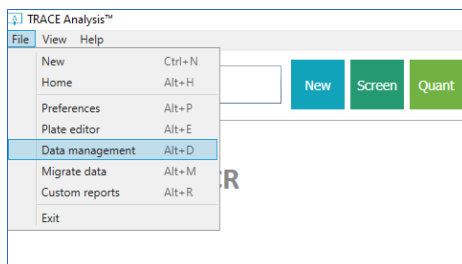 TRACE Analysis™
File View Help
New Ctrl+N
Home Alt+H
Preferences Alt+P
Plate editor Alt+E
Data management Alt+D
Migrate data Alt+M
Custom reports Alt+R
Exit
New Screen Quant